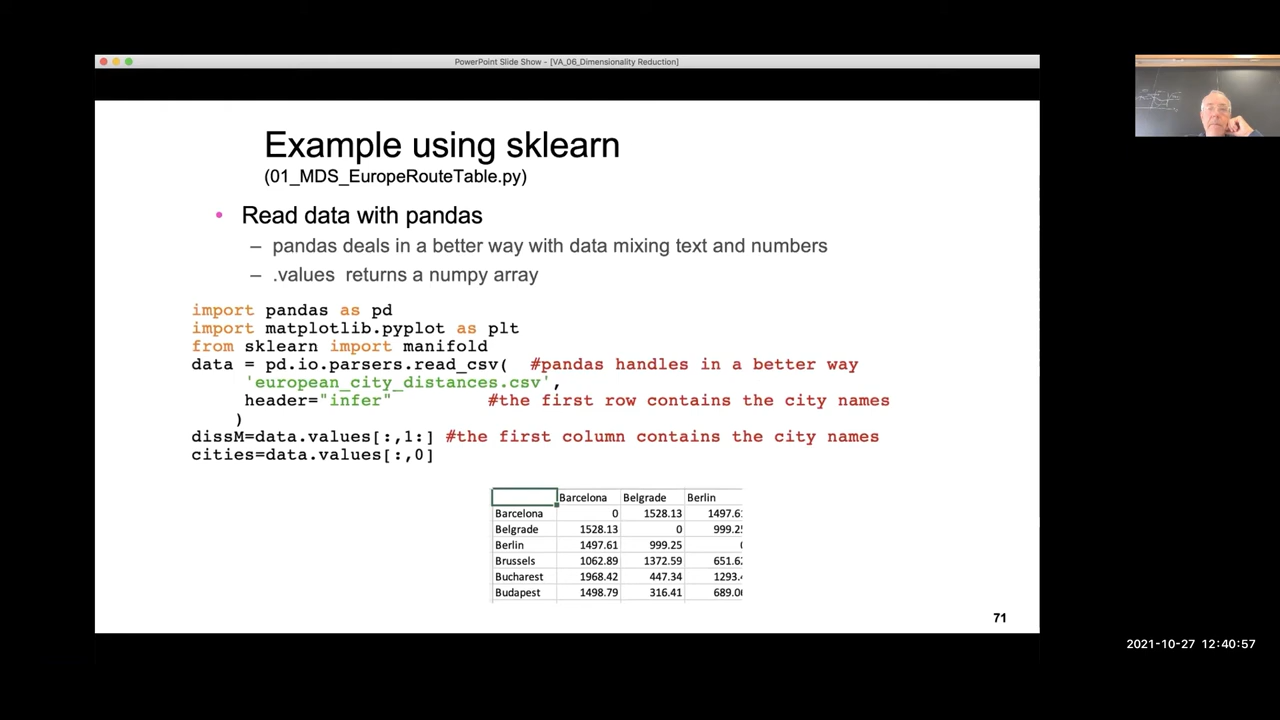 PowerPoint Slide Show - [VA_06_Dimensionality Reduction]
Example using sklearn
(01_MDS_EuropeRouteTable.py)
• Read data with pandas
– pandas deals in a better way with data mixing text and numbers
– .values returns a numpy array
import pandas as pd
import matplotlib.pyplot as plt
from sklearn import manifold
data = pd.io.parsers.read_csv( #pandas handles in a better way
'european_city_distances.csv',
header="infer" #the first row contains the city names
)
dissM=data.values[:,1:] #the first column contains the city names
cities=data.values[:,0]
Barcelona Belgrade Berlin
Barcelona 0 1528.13 1497.61
Belgrade 1528.13 0 999.25
Berlin 1497.61 999.25 0
Brussels 1062.89 1372.59 651.62
Bucharest 1968.42 447.34 1293.4
Budapest 1498.79 316.41 689.06
71
2021-10-27 12:40:57